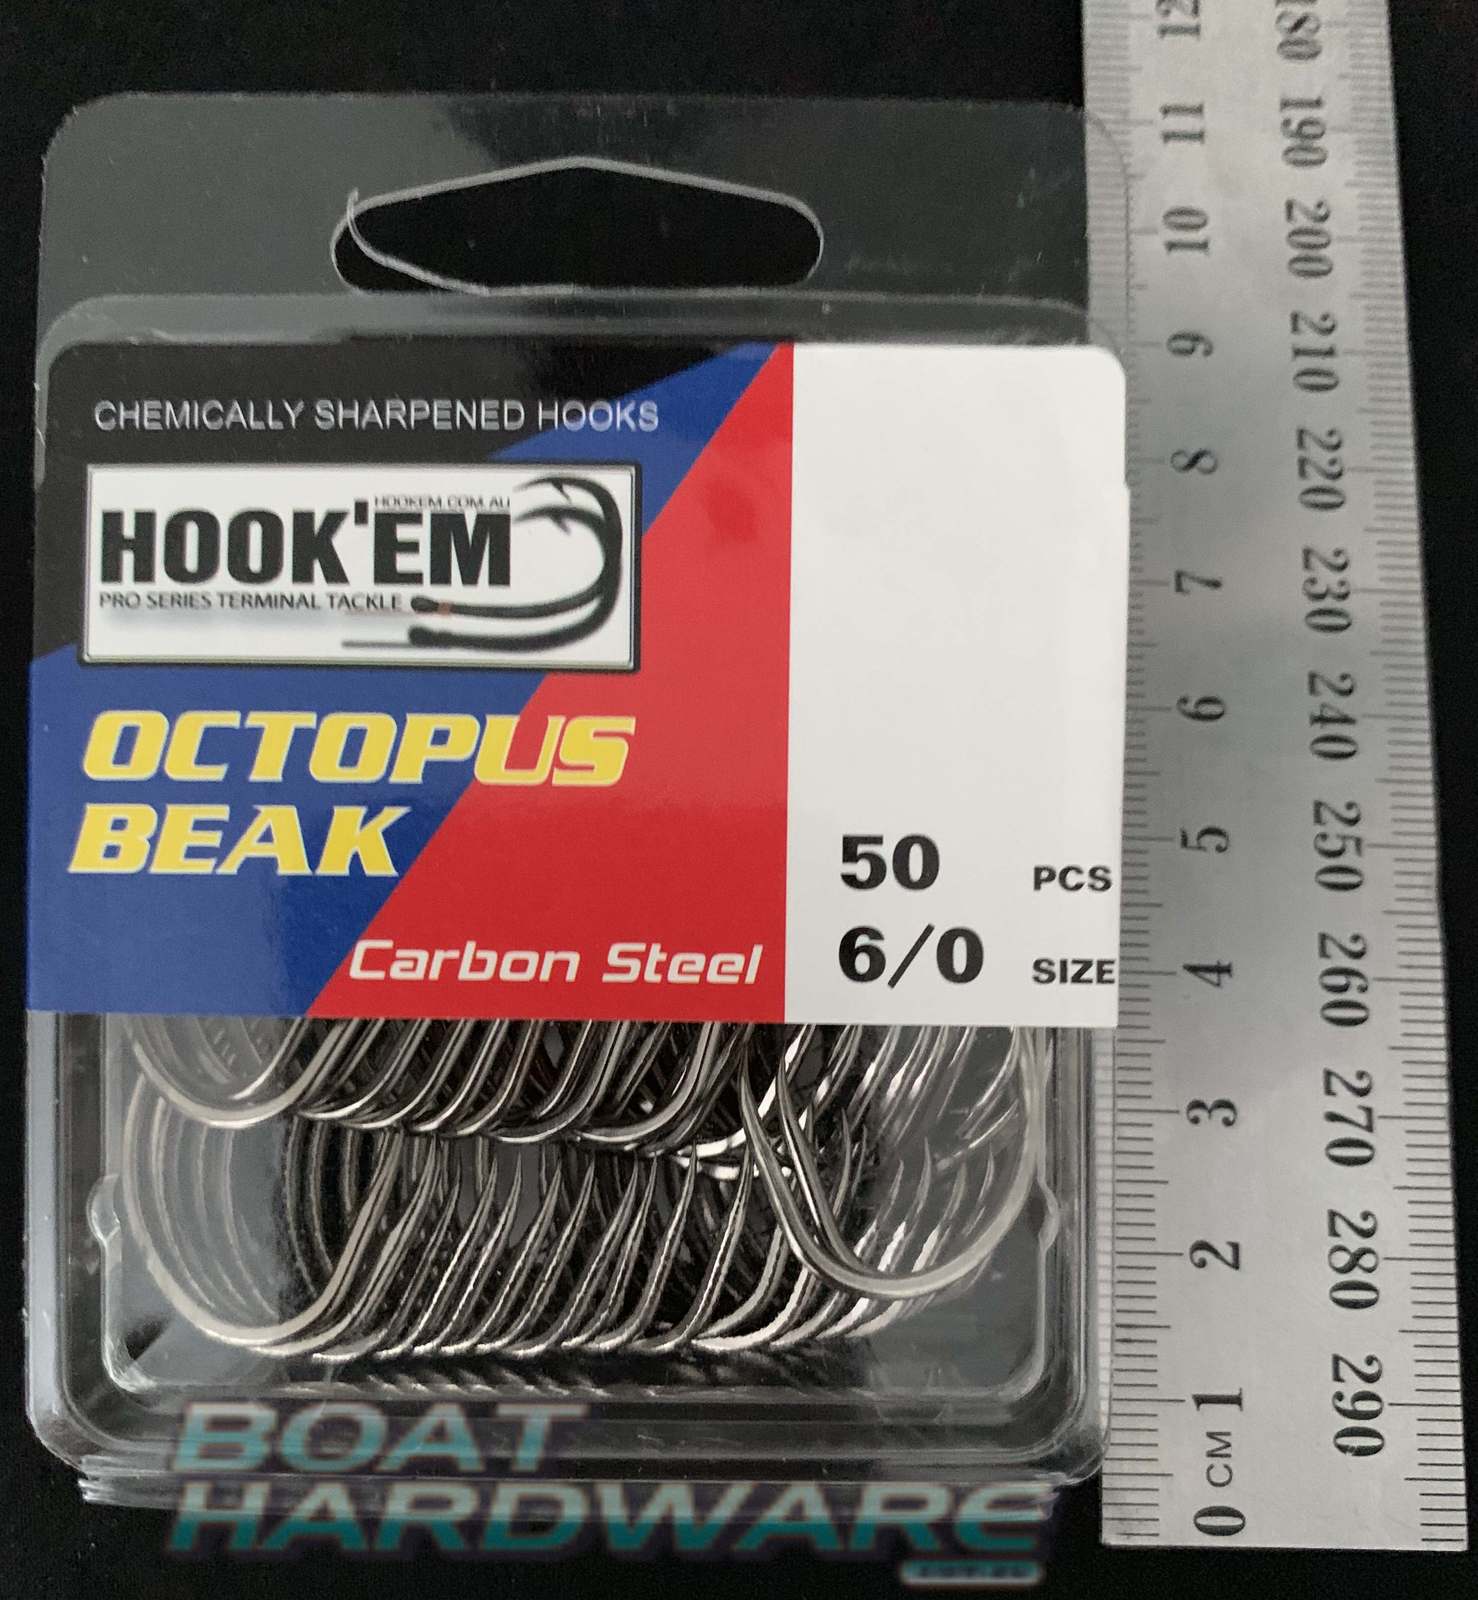 CHEMICALLY SHARPENED HOOKS
HOOKEM.COM.AU
HOOK'EM
PRO SERIES TERMINAL TACKLE
OCTOPUS
BEAK
Carbon Steel
50 PCS
6/0 SIZE
BOAT
HARDWARE
12
11
10
9
8
7
6
5
4
3
2
1
CM
0
180
190
200
210
220
230
240
250
260
270
280
290